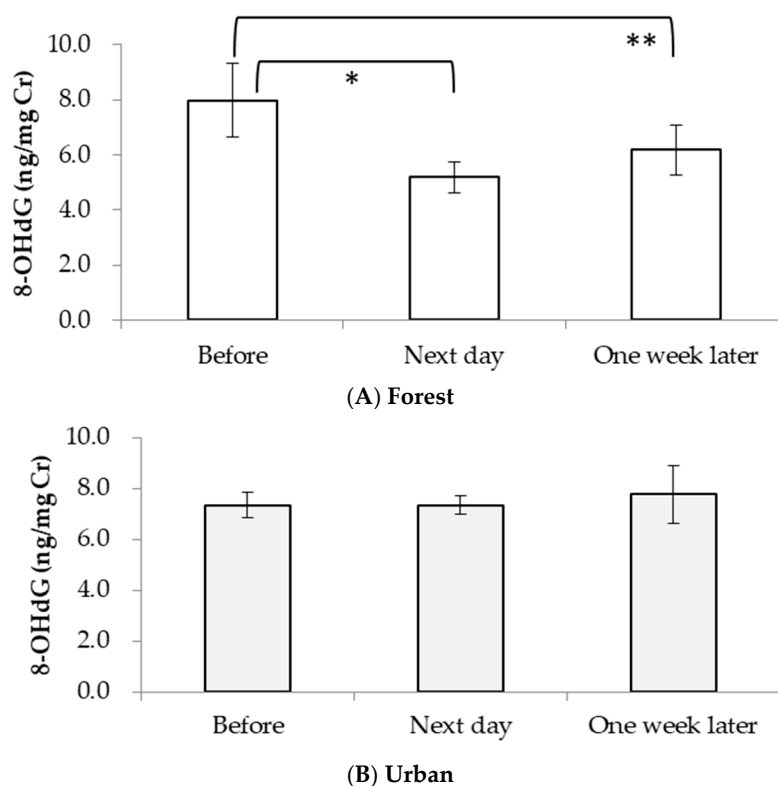 10.0
8.0
6.0
4.0
2.0
0.0
8-OHdG (ng/mg Cr)
*
**
Before Next day One week later
(A) Forest
10.0
8.0
6.0
4.0
2.0
0.0
8-OHdG (ng/mg Cr)
Before Next day One week later
(B) Urban